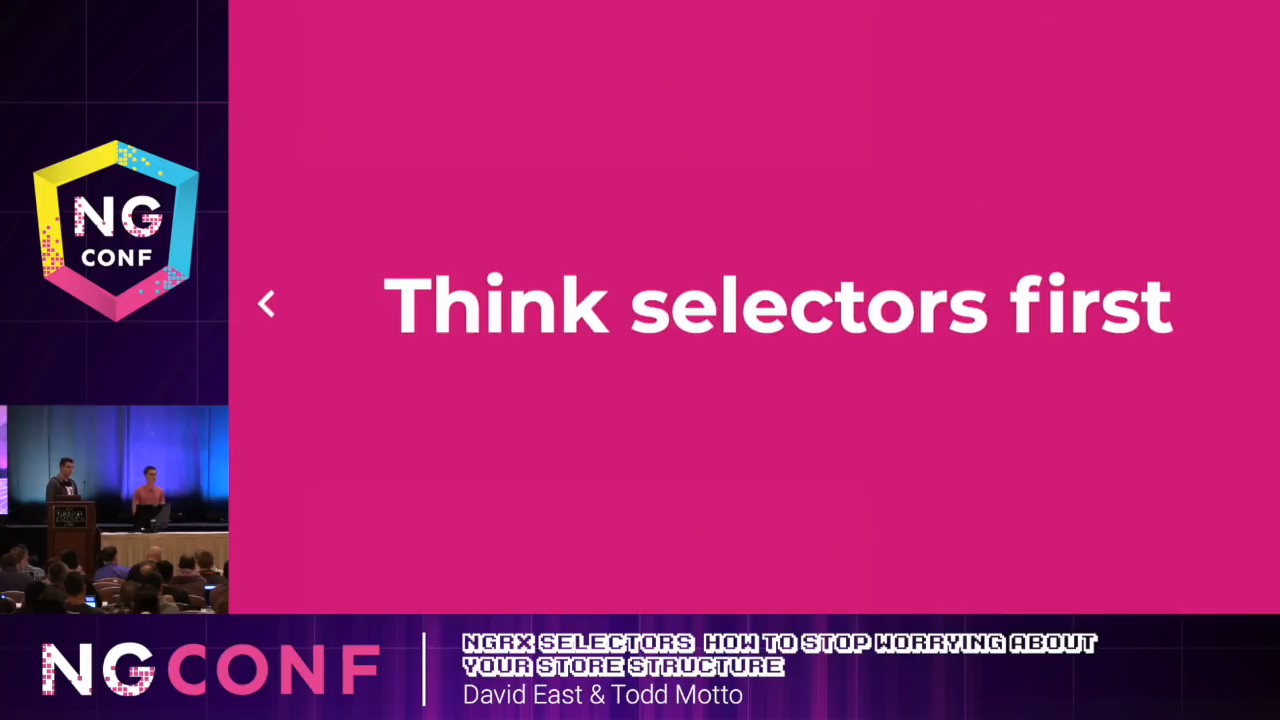 NG
CONF
Think selectors first
NG CONF
NGRX SELECTORS HOW TO STOP WORRYING ABOUT
YOUR STORE STRUCTURE
David East & Todd Motto